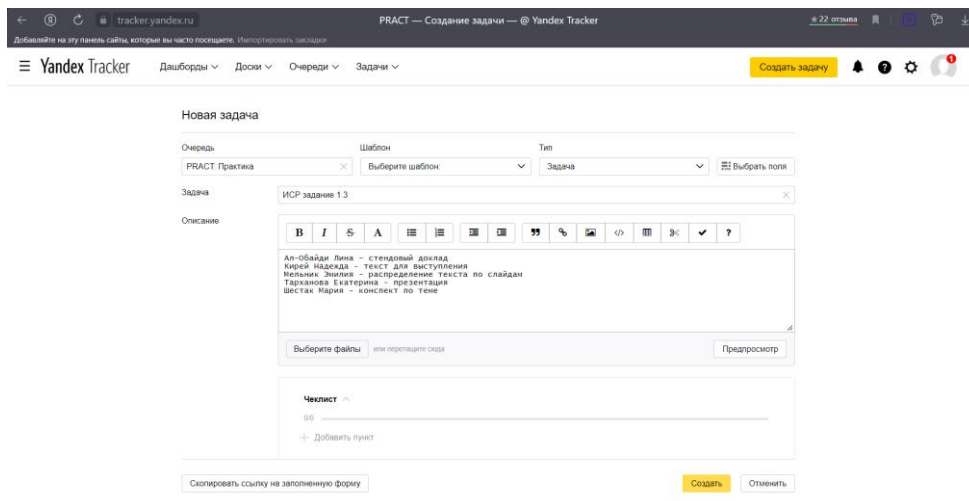 tracker.yandex.ru
PRACT — Создание задачи — @ Yandex Tracker
★ 22 отзыва
Добавляйте на эту панель сайты, которые вы часто посещаете. Импортировать закладки
Yandex Tracker
Дашборды
Доски
Очереди
Задачи
Создать задачу
1
Новая задача
Очередь
Шаблон
Тип
PRACT: Практика
Выберите шаблон:
Задача
Выбрать поля
Задача
ИСР задание 1.3
Описание
B I S A
Ал-Обайди Лина - стендовый доклад
Кирей Надежда - текст для выступления
Мельник Эмилия - распределение текста по слайдам
Тарханова Екатерина - презентация
Шестак Мария - конспект по теме
Выберите файлы или перетащите сюда
Предпросмотр
Чеклист
0/0
Добавить пункт
Скопировать ссылку на заполненную форму
Создать
Отменить